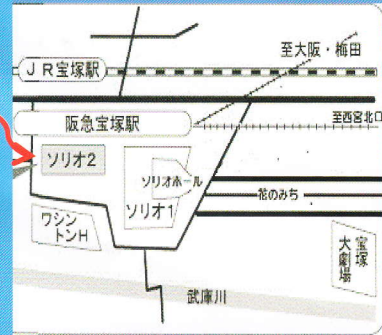 至大阪・梅田
JR宝塚駅
阪急宝塚駅
至西宮北口
ソリオ2
ソリオホール
ソリオ1
花のみち
ワシン
トンH
宝塚
大劇場
武庫川